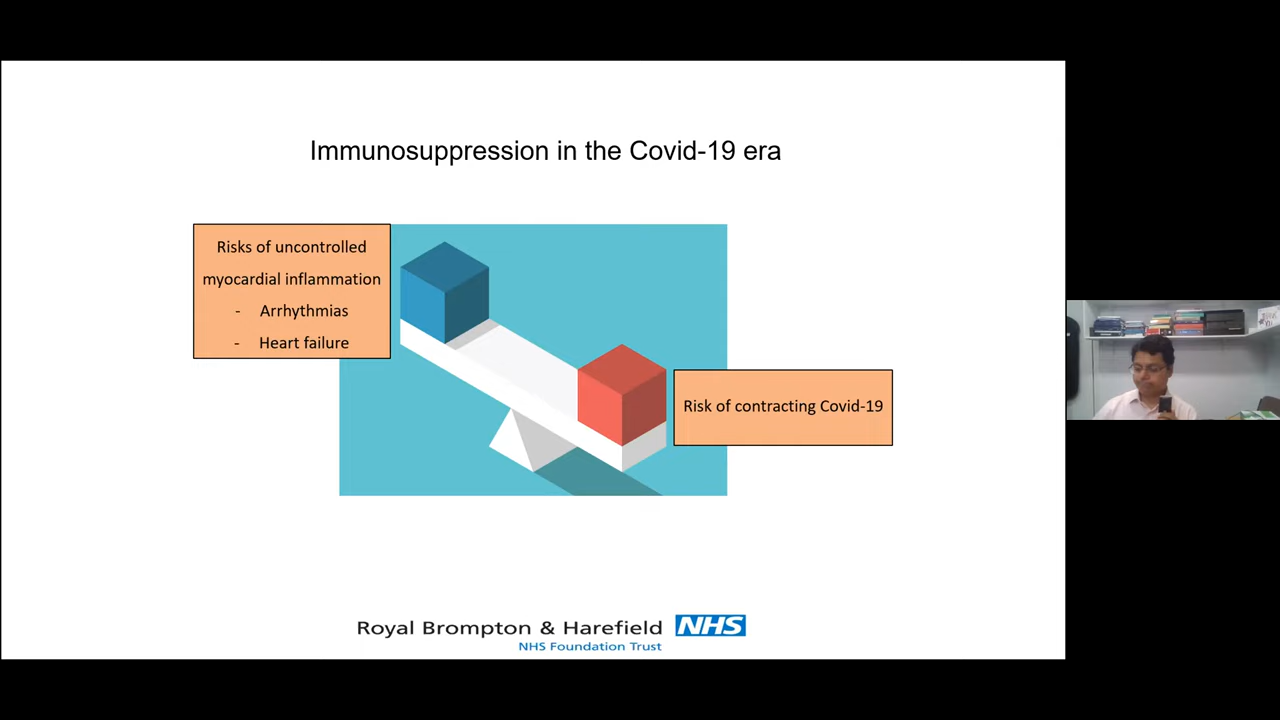 Immunosuppression in the Covid-19 era
Risks of uncontrolled
myocardial inflammation
- Arrhythmias
- Heart failure
Risk of contracting Covid-19
Royal Brompton & Harefield NHS
NHS Foundation Trust